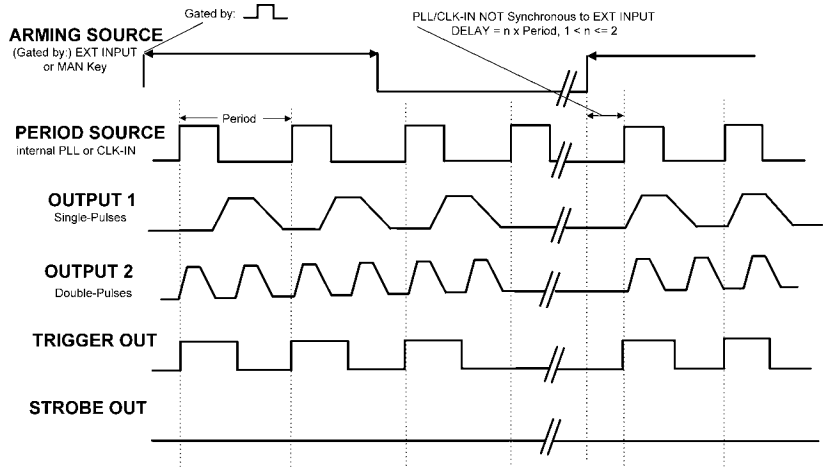 Gated by:
PLL/CLK-IN NOT Synchronous to EXT INPUT
DELAY = n x Period, 1 < n <= 2
ARMING SOURCE
(Gated by:) EXT INPUT
or MAN Key
Period
PERIOD SOURCE
internal PLL or CLK-IN
OUTPUT 1
Single-Pulses
OUTPUT 2
Double-Pulses
TRIGGER OUT
STROBE OUT